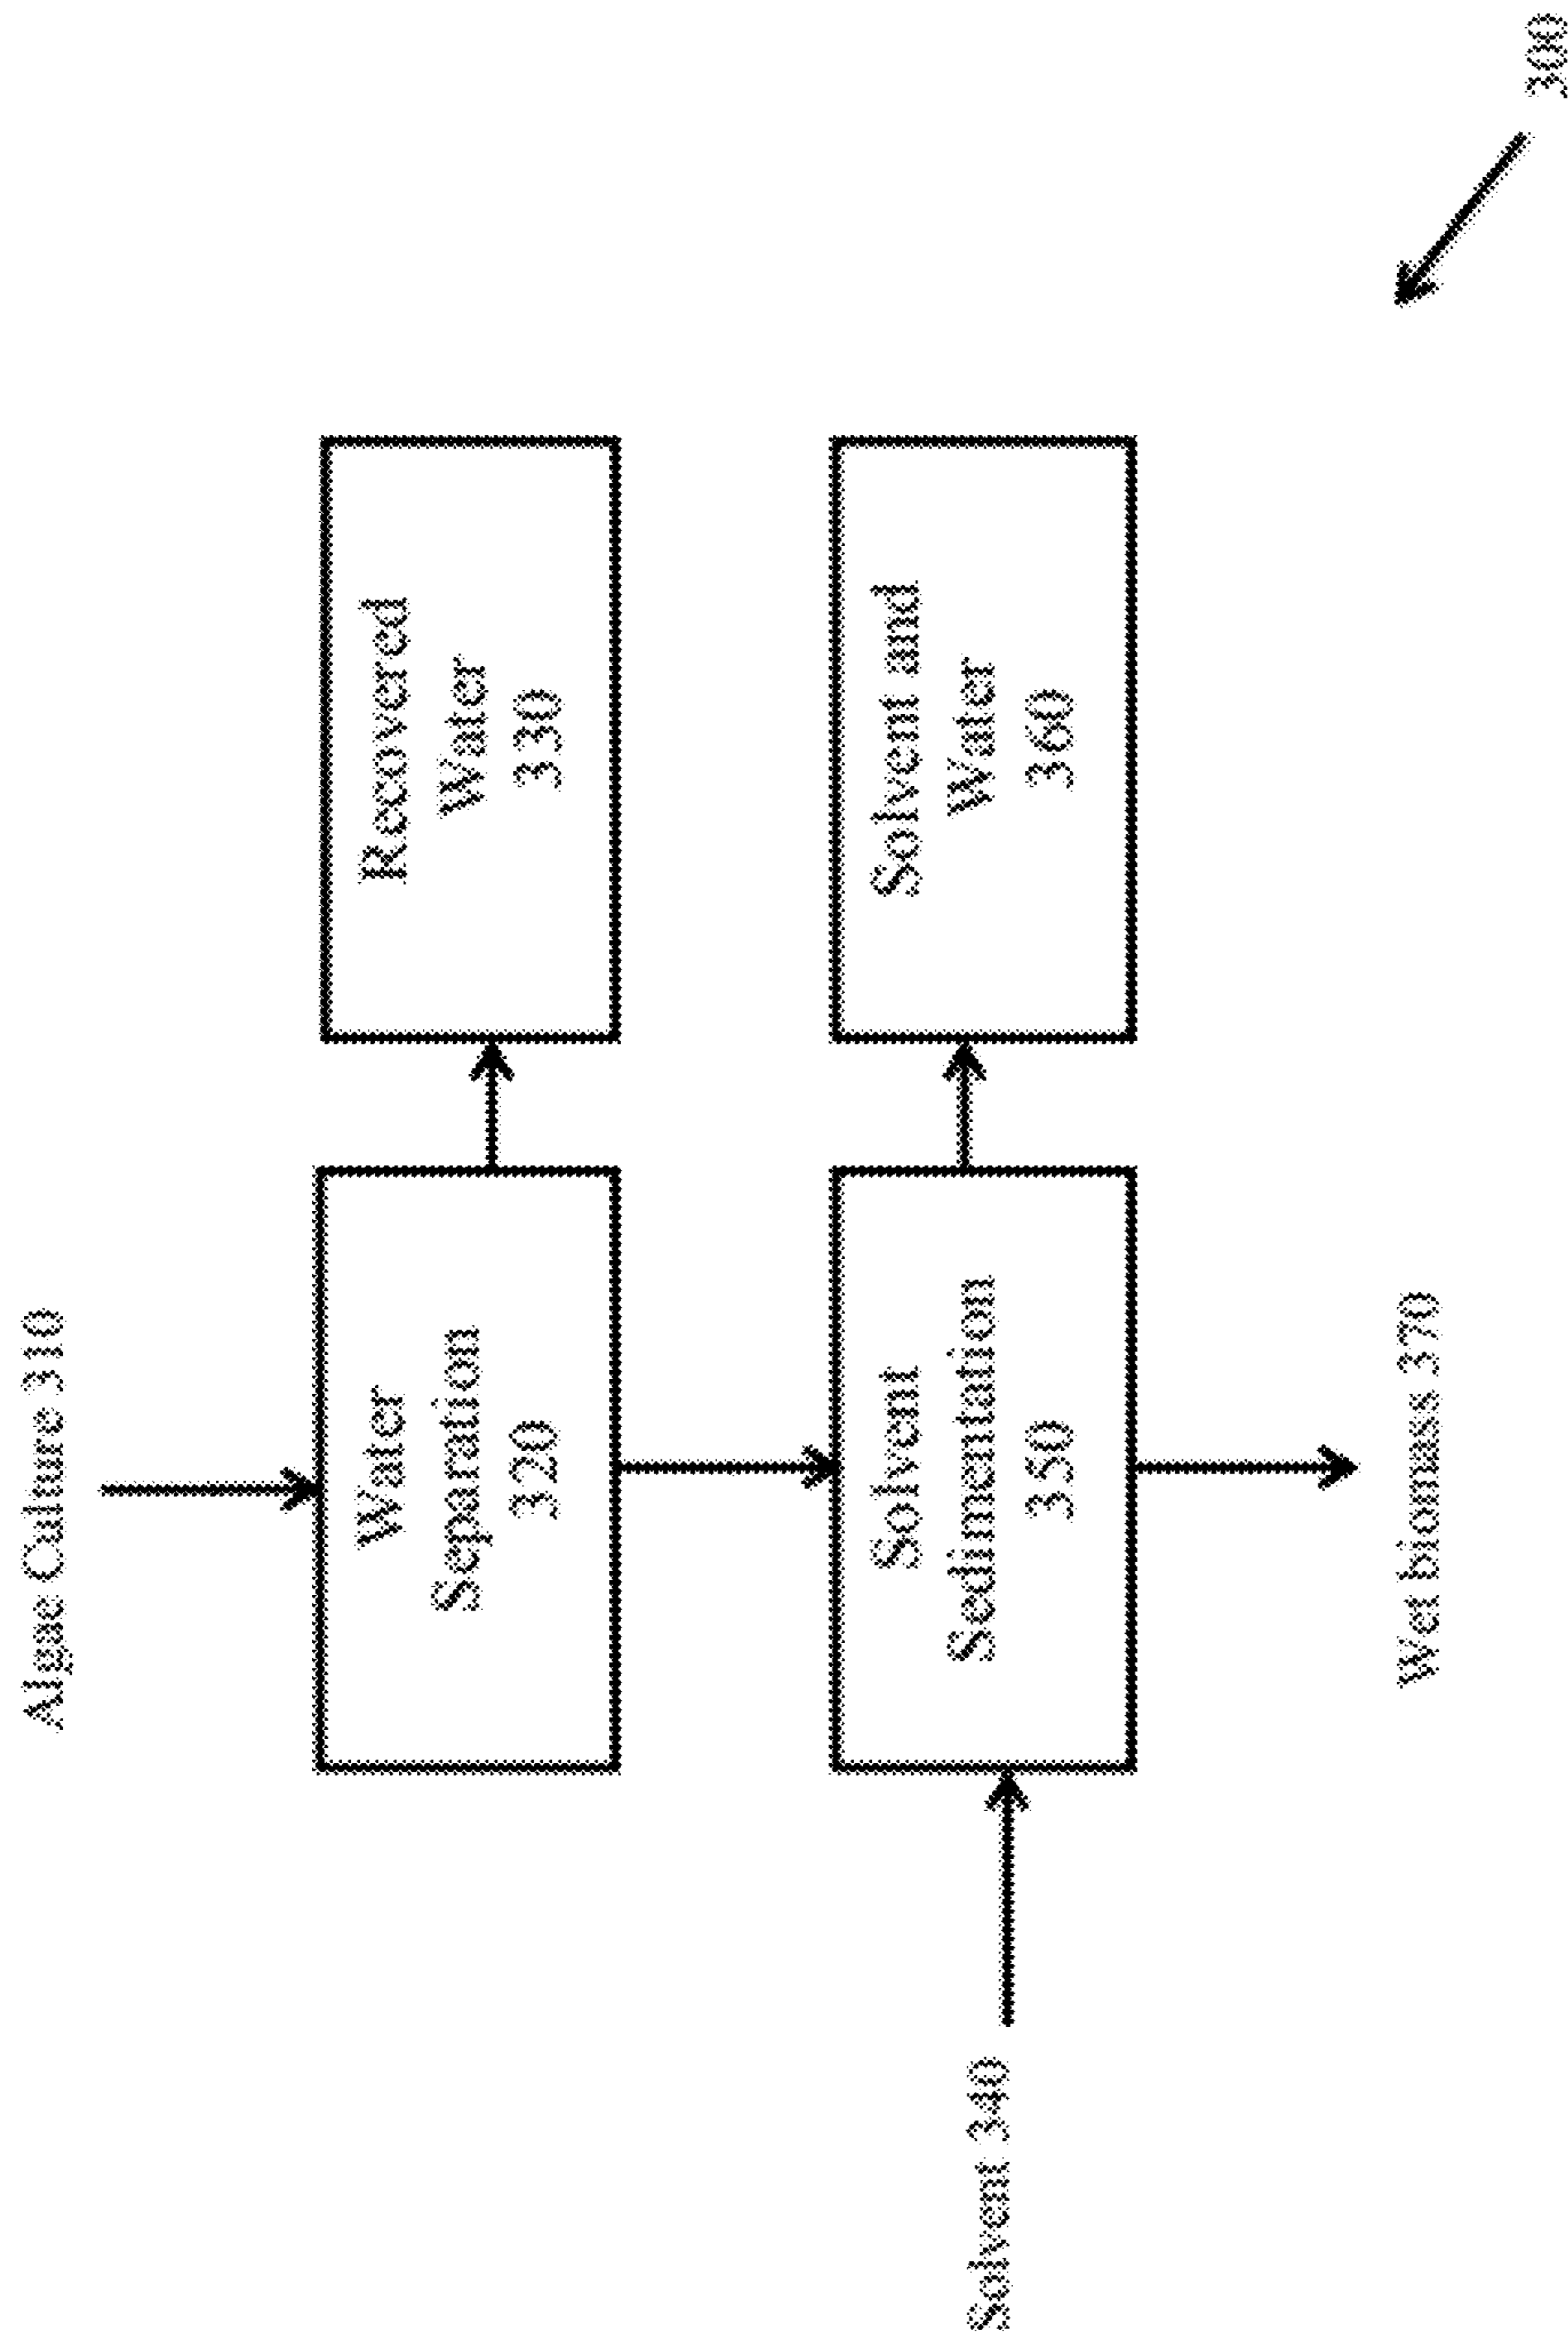 Algae Culture 310
Water
Separation
320
Recovered
Water
330
Solvent 340
Solvent
Sedimentation
350
Solvent and
Water
360
Wet biomass 370
300